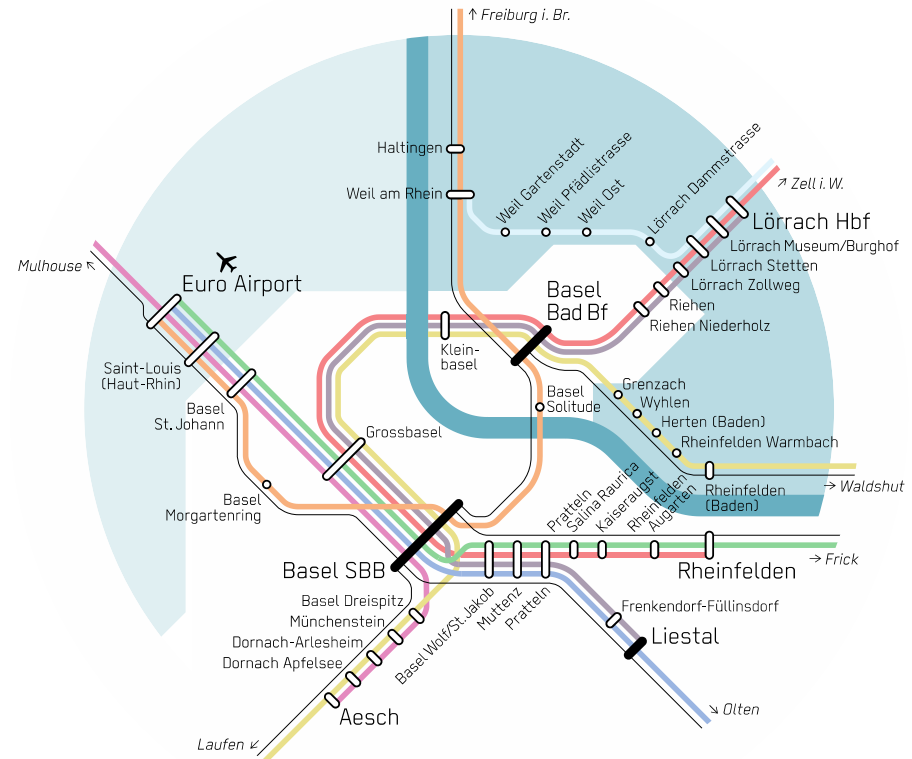 ↑ Freiburg i. Br.
Haltingen
Weil am Rhein
Weil Gartenstadt
Weil Pfädlistrasse
Weil Ost
Lörrach Dammstrasse
↗ Zell i. W.
Lörrach Hbf
Lörrach Museum/Burghof
Lörrach Stetten
Lörrach Zollweg
Riehen
Riehen Niederholz
Mulhouse ↖
Euro Airport
Saint-Louis
(Haut-Rhin)
Basel
St. Johann
Basel
Bad Bf
Klein-
basel
Basel
Solitude
Grossbasel
Grenzach
Wyhlen
Herten (Baden)
Rheinfelden Warmbach
Rheinfelden
(Baden)
→ Waldshut
Basel
Morgartenring
Basel SBB
Pratteln
Salina Raurica
Kaiseraugst
Rheinfelden
Augarten
Rheinfelden
→ Frick
Basel Wolf/St. Jakob
Muttenz
Pratteln
Frenkendorf-Füllinsdorf
Liestal
↘ Olten
Basel Dreispitz
Münchenstein
Dornach-Arlesheim
Dornach Apfelsee
Aesch
Laufen ↙